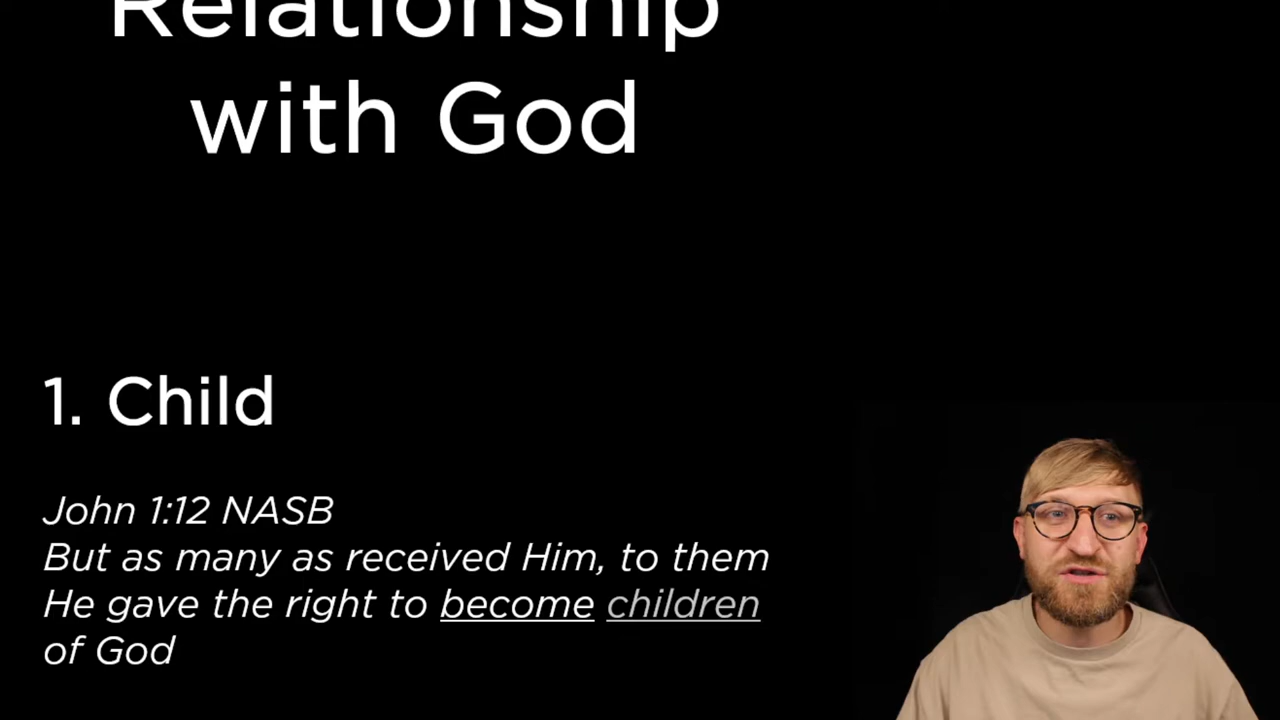 Relationship
with God
1. Child
John 1:12 NASB
But as many as received Him, to them
He gave the right to become children
of God